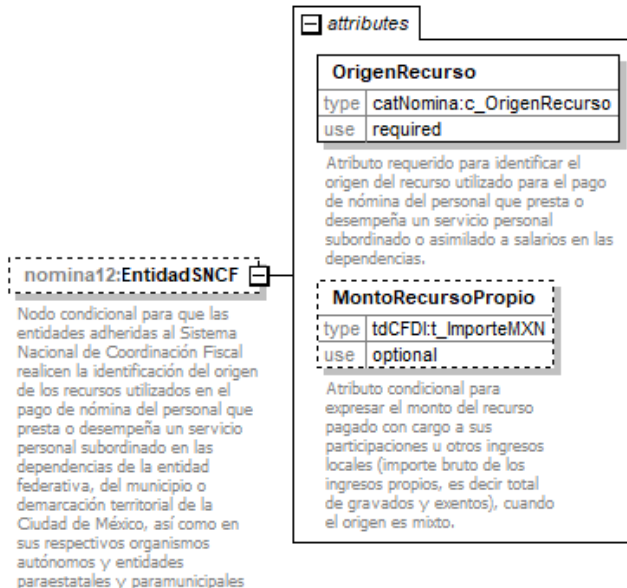 attributes
OrigenRecurso
type catNomina:c_OrigenRecurso
use required
Atributo requerido para identificar el
origen del recurso utilizado para el pago
de nómina del personal que presta o
desempeña un servicio personal
subordinado o asimilado a salarios en las
dependencias.
nomina12:EntidadSNCF
Nodo condicional para que las
entidades adheridas al Sistema
Nacional de Coordinación Fiscal
realicen la identificación del origen
de los recursos utilizados en el
pago de nómina del personal que
presta o desempeña un servicio
personal subordinado en las
dependencias de la entidad
federativa, del municipio o
demarcación territorial de la
Ciudad de México, así como en
sus respectivos organismos
autónomos y entidades
paraestatales y paramunicipales
MontoRecursoPropio
type tdCFDI:t_ImporteMXN
use optional
Atributo condicional para
expresar el monto del recurso
pagado con cargo a sus
participaciones u otros ingresos
locales (importe bruto de los
ingresos propios, es decir total
de gravados y exentos), cuando
el origen es mixto.